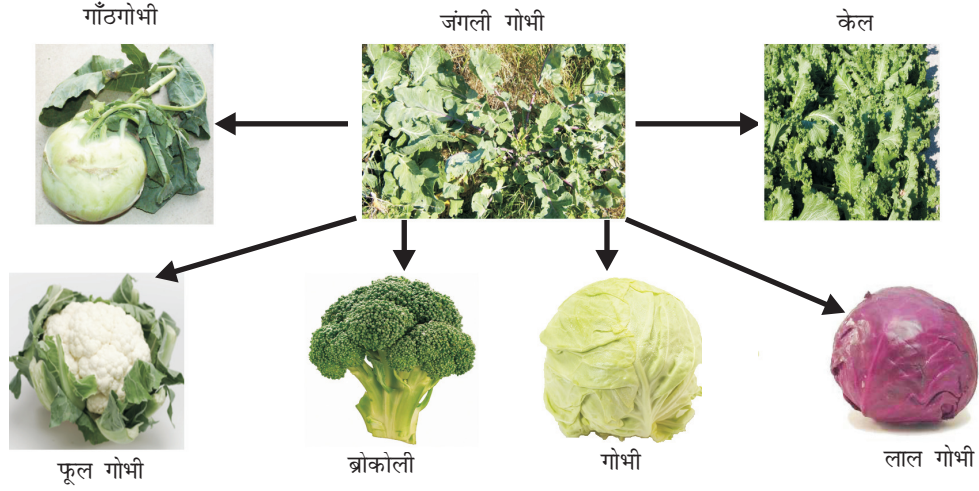 गाँठगोभी
जंगली गोभी
केल
फूल गोभी
ब्रोकोली
गोभी
लाल गोभी